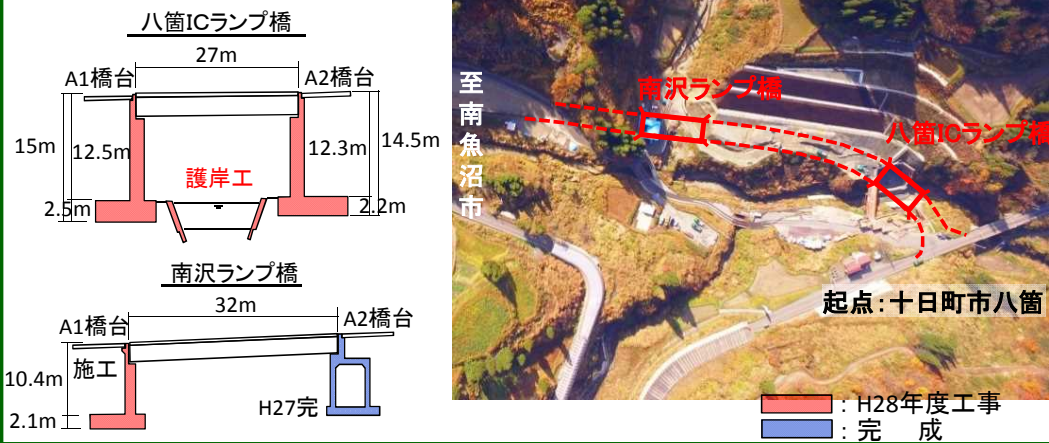 八箇ICランプ橋
27m
A1橋台
A2橋台
15m
12.5m
12.3m
14.5m
護岸工
2.5m
2.2m
南沢ランプ橋
32m
A1橋台
A2橋台
施工
10.4m
2.1m
H27完
至南魚沼市
南沢ランプ橋
八箇ICランプ橋
起点:十日町市八箇
：H28年度工事
：完　成